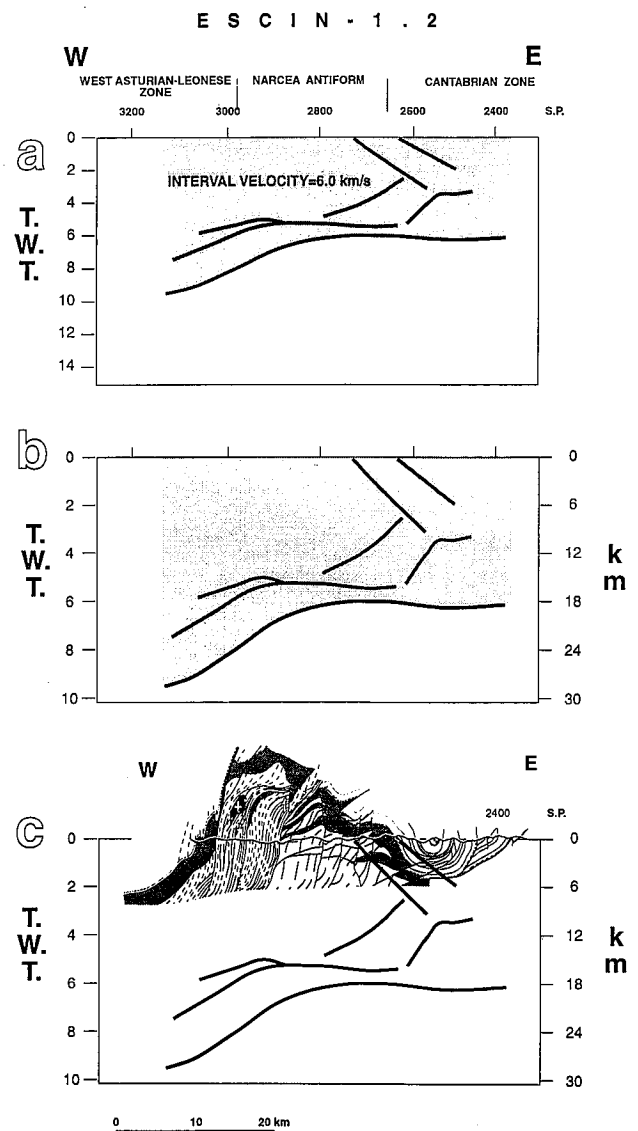 E S C I N - 1 . 2
W E
WEST ASTURIAN-LEONESE ZONE NARCEA ANTIFORM CANTABRIAN ZONE
3200 3000 2800 2600 2400 S.P.
a
0
2
INTERVAL VELOCITY=6.0 km/s
4
6
8
10
12
14
T.
W.
T.
b
0 0
2 6
4 12
6 18
8 24
10 30
T.
W.
T.
k
m
W E
2400 S.P.
c
0 0
2 6
4 12
6 18
8 24
10 30
T.
W.
T.
k
m
0 10 20 km